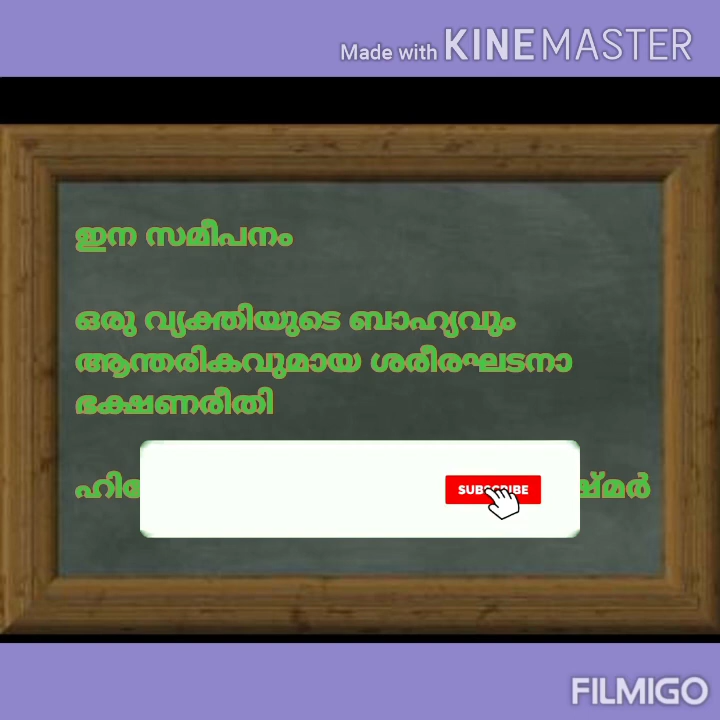 Made with KINEMASTER
ഇന സമീപനം
ഒരു വ്യക്തിയുടെ ബാഹ്യവും
ആന്തരികവുമായ ശരീരഘടനാ
ഭക്ഷണരീതി
SUBSCRIBE
FILMIGO